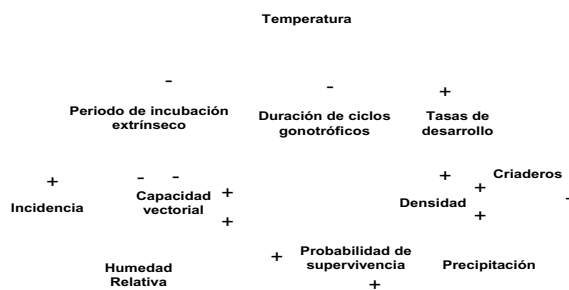 Temperatura
- - +
Periodo de incubación
extrínseco
Duración de ciclos
gonotróficos
Tasas de
desarrollo
+ - - + +
Incidencia
Capacidad
vectorial
+
Densidad
+
Criaderos
+
Humedad
Relativa
+
Probabilidad de
supervivencia
+
Precipitación